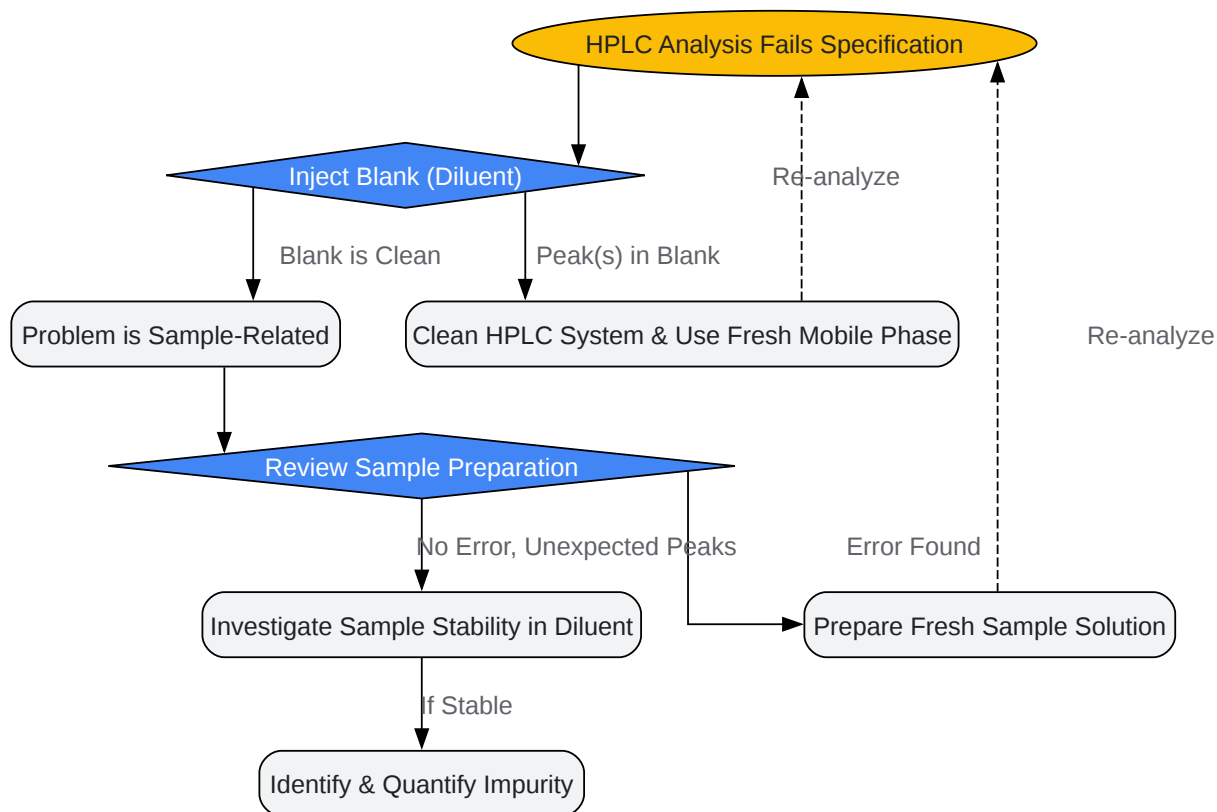 HPLC Analysis Fails Specification
Inject Blank (Diluent)
Re-analyze
Blank is Clean
Peak(s) in Blank
Problem is Sample-Related
Clean HPLC System & Use Fresh Mobile Phase
Re-analyze
Review Sample Preparation
No Error, Unexpected Peaks
Error Found
Investigate Sample Stability in Diluent
Prepare Fresh Sample Solution
If Stable
Identify & Quantify Impurity